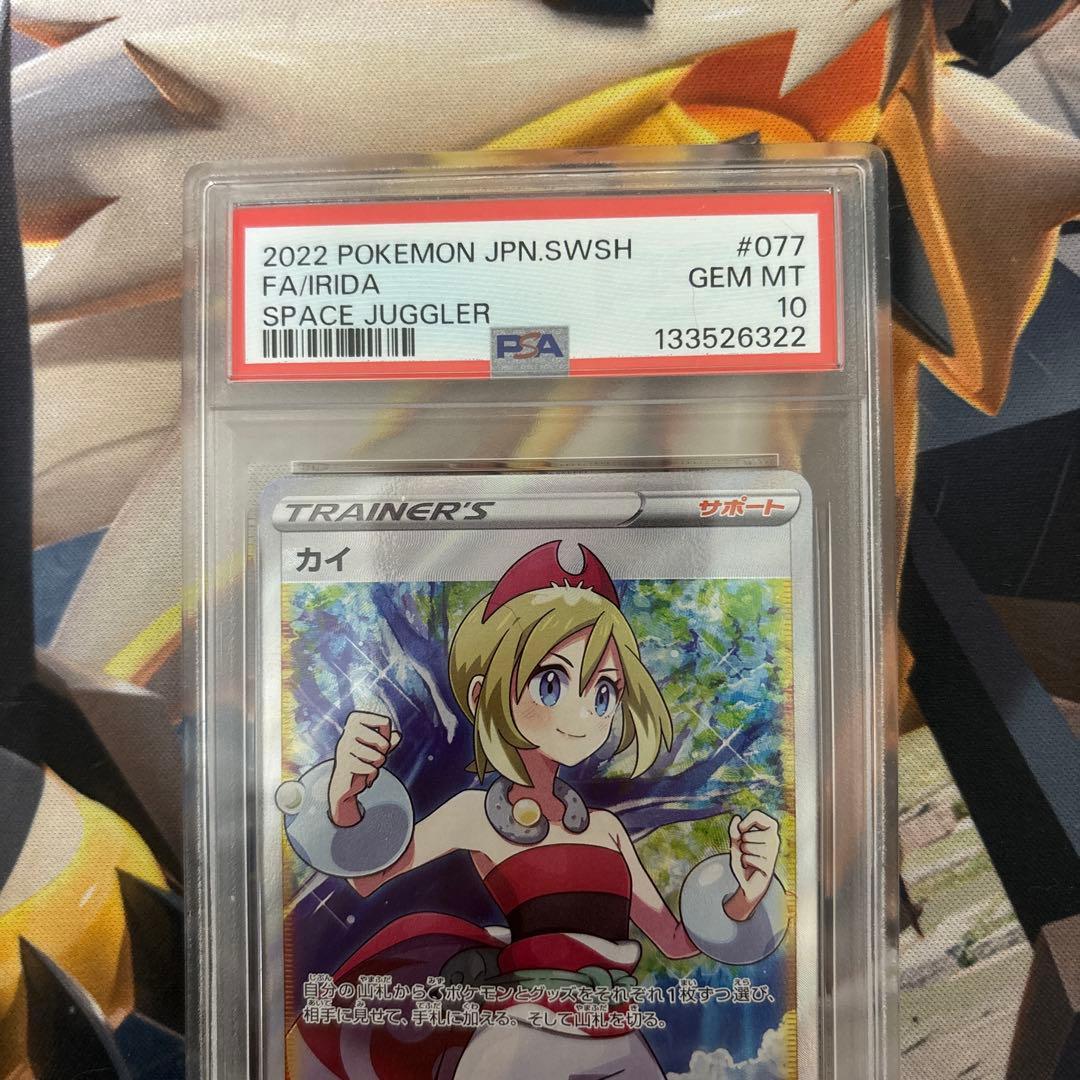 2022 POKEMON JPN.SWSH #077
FA/IRIDA GEM MT
SPACE JUGGLER 10
PSA 133526322
TRAINER'S サポート
カイ
自分の山札から ポケモンとグッズをそれぞれ1枚ずつ選び、
相手に見せて、手札に加える。そして山札を切る。